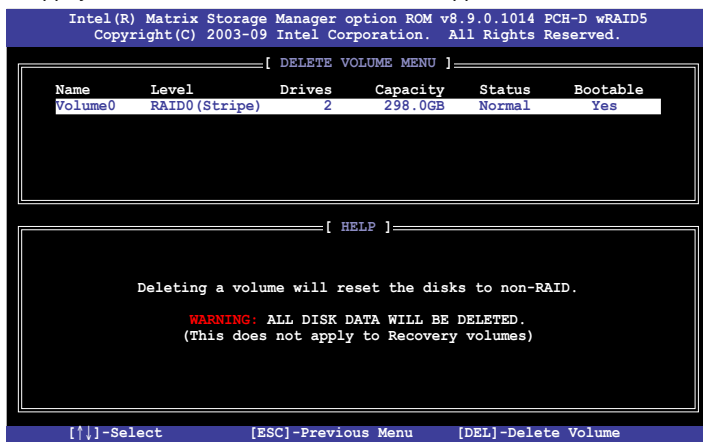 Intel(R) Matrix Storage Manager option ROM v8.9.0.1014 PCH-D wRAID5
Copyright(C) 2003-09 Intel Corporation.  All Rights Reserved.
[ DELETE VOLUME MENU ]
Name Level Drives Capacity Status Bootable
Volume0 RAID0(Stripe) 2 298.0GB Normal Yes
[ HELP ]
Deleting a volume will reset the disks to non-RAID.
WARNING: ALL DISK DATA WILL BE DELETED.
(This does not apply to Recovery volumes)
[↑↓]-Select [ESC]-Previous Menu [DEL]-Delete Volume